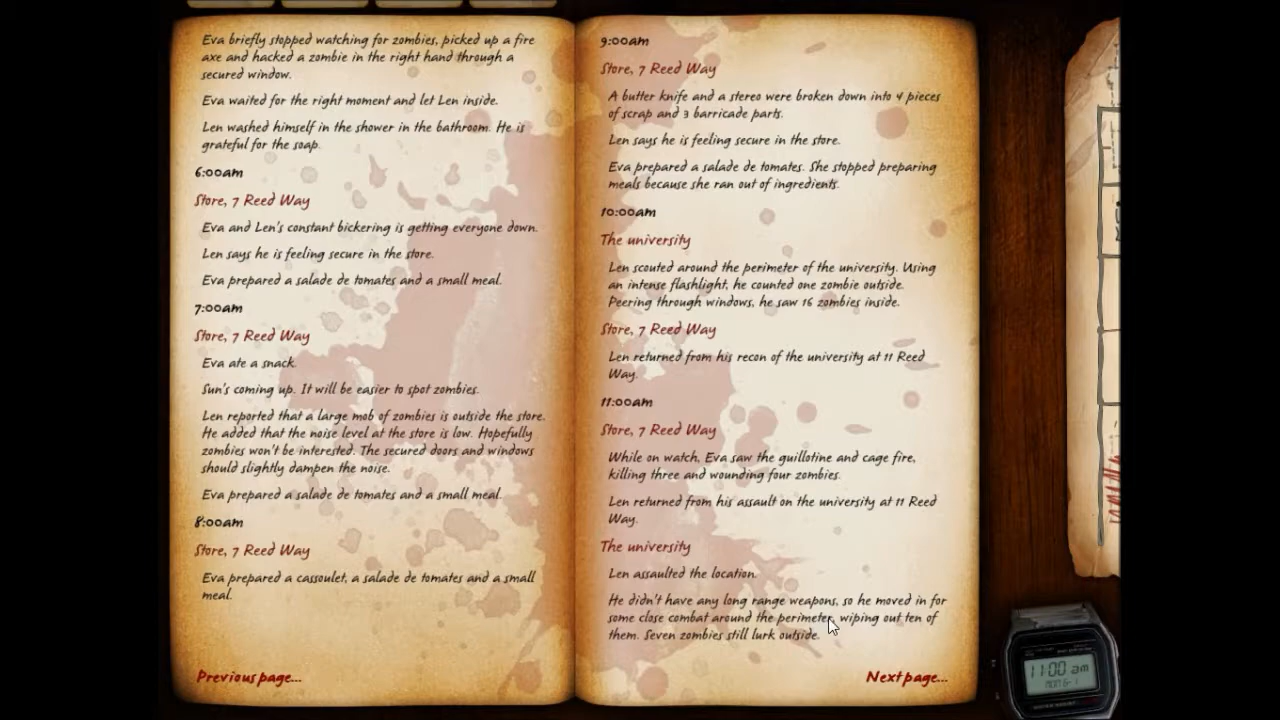 Eva briefly stopped watching for zombies, picked up a fire
axe and hacked a zombie in the right hand through a
secured window.
Eva waited for the right moment and let Len inside.
Len washed himself in the shower in the bathroom. He is
grateful for the soap.
6:00am
Store, 7 Reed Way
Eva and Len's constant bickering is getting everyone down.
Len says he is feeling secure in the store.
Eva prepared a salade de tomates and a small meal.
7:00am
Store, 7 Reed Way
Eva ate a snack.
Sun's coming up. It will be easier to spot zombies.
Len reported that a large mob of zombies is outside the store.
He added that the noise level at the store is low. Hopefully
zombies won't be interested. The secured doors and windows
should slightly dampen the noise.
Eva prepared a salade de tomates and a small meal.
8:00am
Store, 7 Reed Way
Eva prepared a cassoulet, a salade de tomates and a small
meal.
Previous page...
9:00am
Store, 7 Reed Way
A butter knife and a stereo were broken down into 4 pieces
of scrap and 3 barricade parts.
Len says he is feeling secure in the store.
Eva prepared a salade de tomates. She stopped preparing
meals because she ran out of ingredients.
10:00am
The university
Len scouted around the perimeter of the university. Using
an intense flashlight, he counted one zombie outside.
Peering through windows, he saw 16 zombies inside.
Store, 7 Reed Way
Len returned from his recon of the university at 11 Reed
Way.
11:00am
Store, 7 Reed Way
While on watch, Eva saw the guillotine and cage fire,
killing three and wounding four zombies.
Len returned from his assault on the university at 11 Reed
Way.
The university
Len assaulted the location.
He didn't have any long range weapons, so he moved in for
some close combat around the perimeter, wiping out ten of
them. Seven zombies still lurk outside.
Next page...
11:00 am